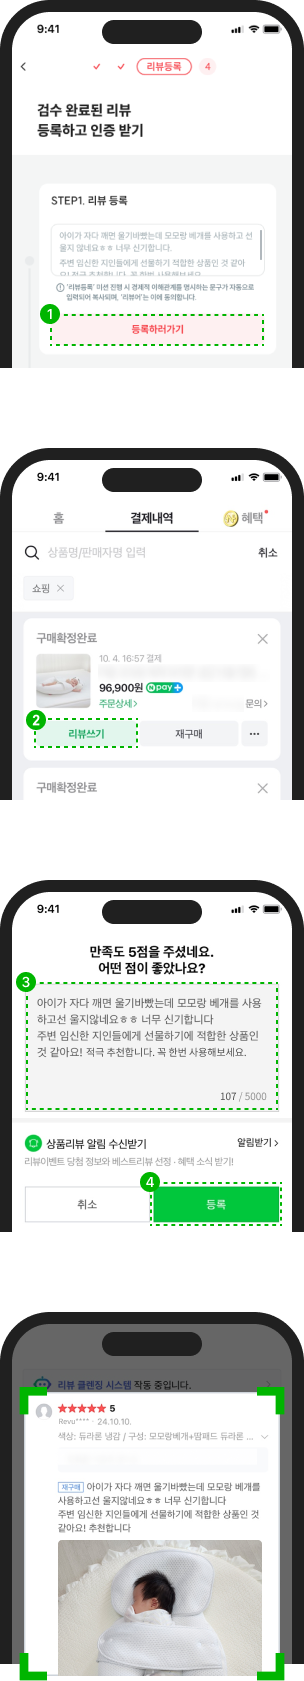 9:41
리뷰등록 4
검수 완료된 리뷰
등록하고 인증 받기
STEP1. 리뷰 등록
아이가 자다 깨면 울기바빴는데 모모랑 베개를 사용하고 선
울지 않네요ㅎㅎ 너무 신기합니다.
주변 임신한 지인들에게 선물하기 적합한 상품인 것 같아
요! 적극 추천합니다. 꼭 한번 사용해보세요
'리뷰등록' 미션 진행 시 경제적 이해관계를 명시하는 문구가 자동으로
입력되어 복사되며, '리뷰어'는 이에 동의합니다.
1
등록하러가기
9:41
홈 결제내역 혜택
상품명/판매자명 입력 취소
쇼핑 ×
구매확정완료
10. 4. 16:57 결제
96,900원 N pay +
주문상세> 문의>
2
리뷰쓰기 재구매 ···
구매확정완료
9:41
만족도 5점을 주셨네요.
어떤 점이 좋았나요?
3
아이가 자다 깨면 울기바빴는데 모모랑 베개를 사용
하고선 울지않네요ㅎㅎ 너무 신기합니다
주변 임신한 지인들에게 선물하기에 적합한 상품인
것 같아요! 적극 추천합니다. 꼭 한번 사용해보세요.
107 / 5000
상품리뷰 알림 수신받기 알림받기 >
리뷰이벤트 당첨 정보와 베스트리뷰 선정 · 혜택 소식 받기!
4
취소 등록
리뷰 클렌징 시스템 작동 중입니다.
★★★★★ 5
Revu**** · 24.10.10.
색상: 듀라론 냉감 / 구성: 모모랑베개+땀패드 듀라론 ...
재구매 아이가 자다 깨면 울기바빴는데 모모랑 베개를
사용하고선 울지않네요ㅎㅎ 너무 신기합니다
주변 임신한 지인들에게 선물하기에 적합한 상품인 것
같아요! 추천합니다